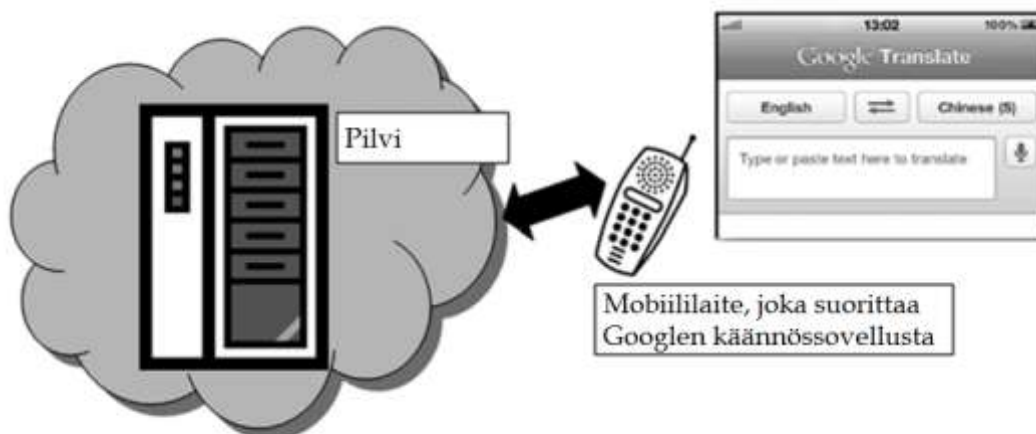 13:02 100%
Google Translate
English Chinese (S)
Pilvi
Type or paste text here to translate
Mobiililaite, joka suorittaa
Googlen käännössovellusta